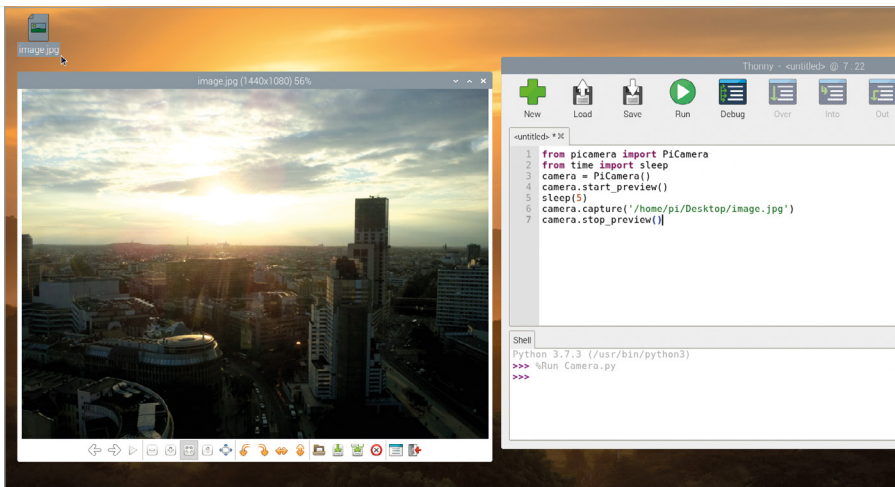 image.jpg
image.jpg (1440x1080) 56%
Thonny - <untitled> @ 7 : 22
New Load Save Run Debug Over Into Out
<untitled> *
1 from picamera import PiCamera
2 from time import sleep
3 camera = PiCamera()
4 camera.start_preview()
5 sleep(5)
6 camera.capture('/home/pi/Desktop/image.jpg')
7 camera.stop_preview()
Shell
Python 3.7.3 (/usr/bin/python3)
>>> %Run Camera.py
>>>